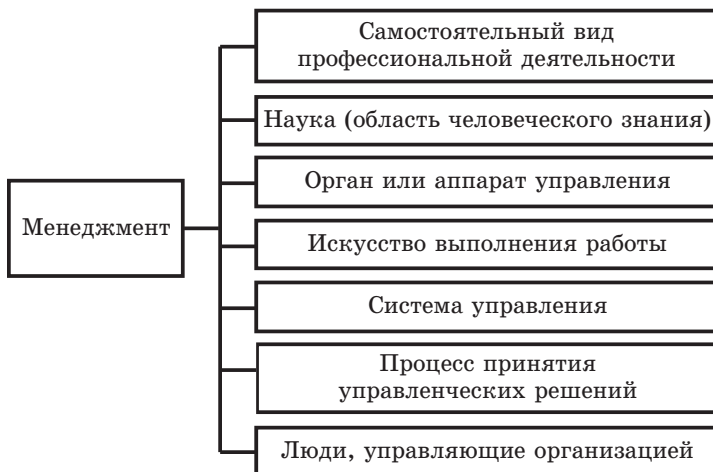 Самостоятельный вид
профессиональной деятельности
Наука (область человеческого знания)
Орган или аппарат управления
Менеджмент
Искусство выполнения работы
Система управления
Процесс принятия
управленческих решений
Люди, управляющие организацией